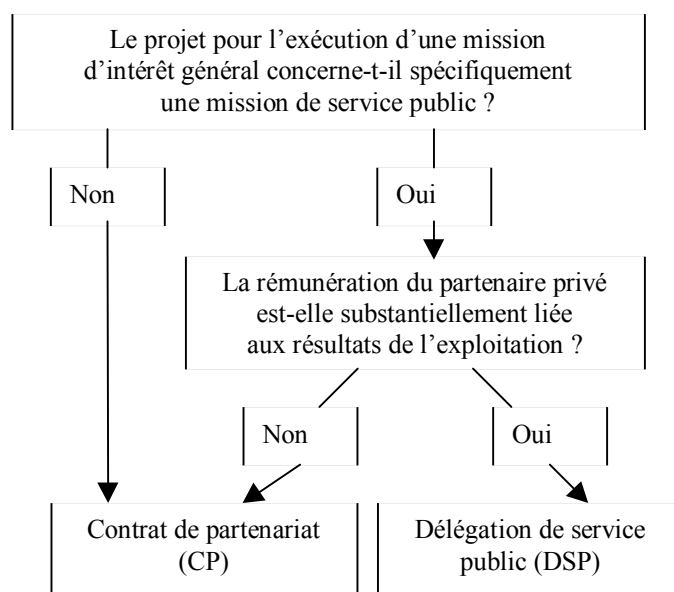 Le projet pour l’exécution d’une mission
d’intérêt général concerne-t-il spécifiquement
une mission de service public ?
Non
Oui
La rémunération du partenaire privé
est-elle substantiellement liée
aux résultats de l’exploitation ?
Non
Oui
Contrat de partenariat
(CP)
Délégation de service
public (DSP)